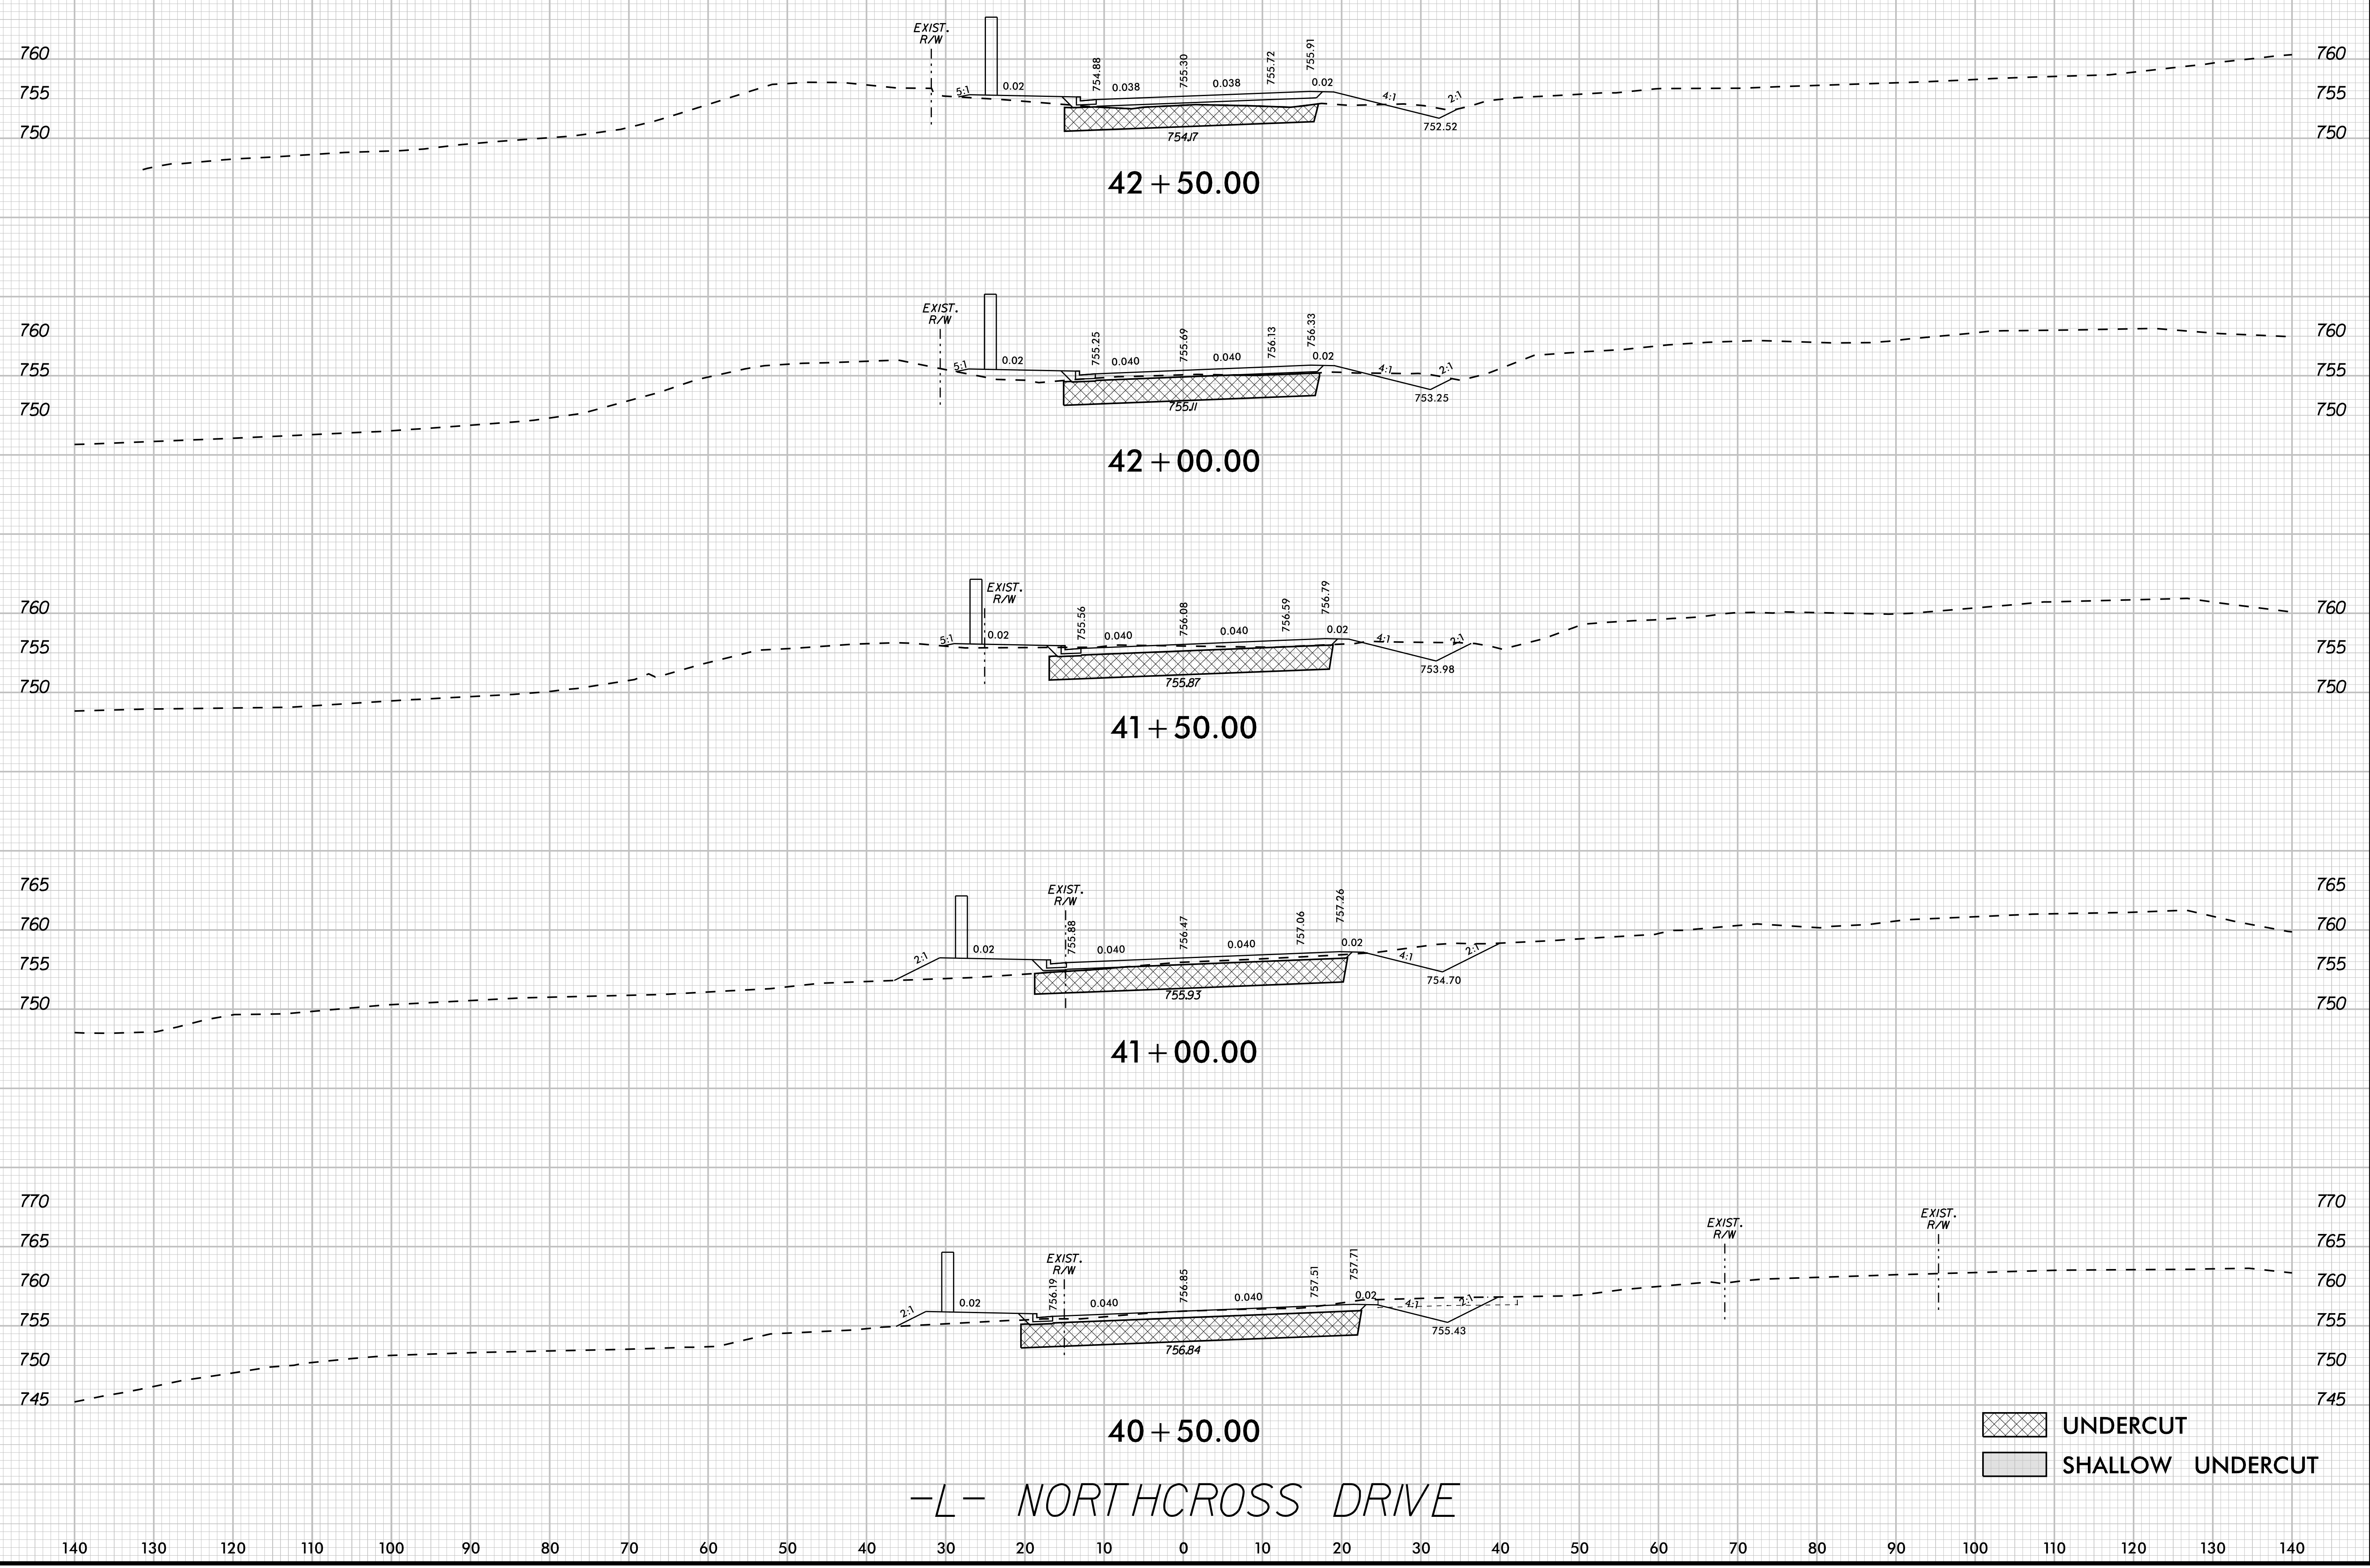 EXIST.
R/W
760 760
755 755
750 750
5:1 0.02 754.88 0.038 755.30 0.038 755.72 755.91 0.02 4:1 2:1
752.52
754.17
42+50.00
EXIST.
R/W
760 760
755 755
750 750
5:1 0.02 755.25 0.040 755.69 0.040 756.13 756.33 0.02 4:1 2:1
753.25
755.11
42+00.00
EXIST.
R/W
760 760
755 755
750 750
5:1 0.02 755.56 0.040 756.08 0.040 756.59 756.79 0.02 4:1 2:1
753.98
755.87
41+50.00
765 765
EXIST.
R/W
760 760
755 755
750 750
2:1 0.02 755.88 0.040 756.47 0.040 757.06 757.26 0.02 4:1 2:1
754.70
755.93
41+00.00
770 770
EXIST.
R/W
EXIST.
R/W
765 765
EXIST.
R/W
760 760
755 755
750 750
745 745
2:1 0.02 756.19 0.040 756.85 0.040 757.51 757.71 0.02 4:1 2:1
755.43
756.84
40+50.00
UNDERCUT
SHALLOW UNDERCUT
-L- NORTHCROSS DRIVE
140 130 120 110 100 90 80 70 60 50 40 30 20 10 0 10 20 30 40 50 60 70 80 90 100 110 120 130 140